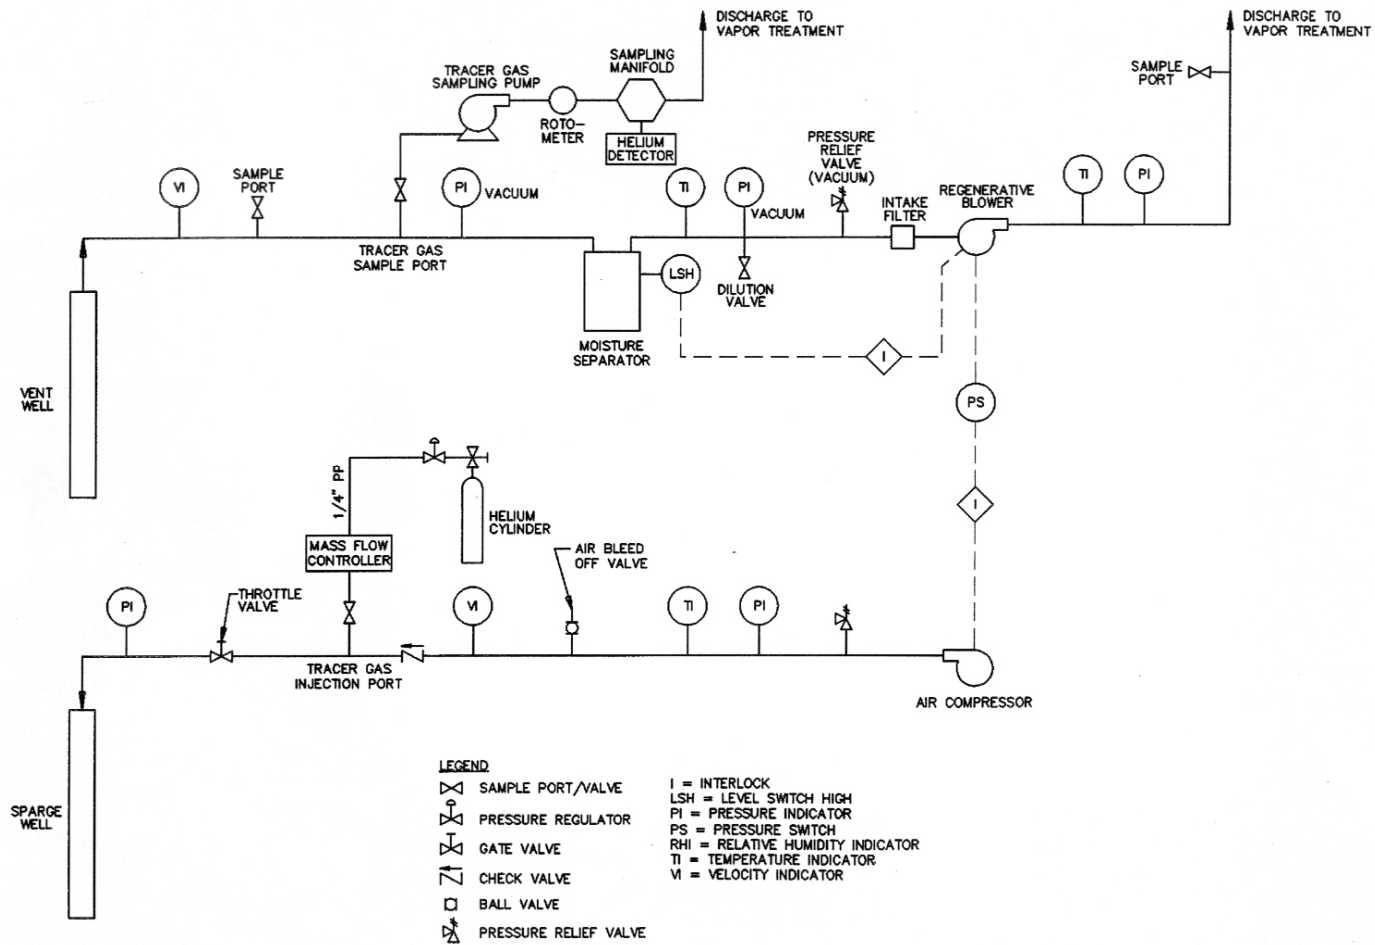 DISCHARGE TO
VAPOR TREATMENT
DISCHARGE TO
VAPOR TREATMENT
SAMPLING
MANIFOLD
TRACER GAS
SAMPLING PUMP
SAMPLE
PORT
ROTO-
METER
HELIUM
DETECTOR
PRESSURE
RELIEF
VALVE
(VACUUM)
VI
SAMPLE
PORT
PI
VACUUM
TI
PI
VACUUM
INTAKE
FILTER
REGENERATIVE
BLOWER
TI
PI
TRACER GAS
SAMPLE PORT
LSH
DILUTION
VALVE
MOISTURE
SEPARATOR
I
VENT
WELL
PS
1/4" PP
I
HELIUM
CYLINDER
MASS FLOW
CONTROLLER
AIR BLEED
OFF VALVE
PI
THROTTLE
VALVE
VI
TI
PI
TRACER GAS
INJECTION PORT
AIR COMPRESSOR
SPARGE
WELL
LEGEND
SAMPLE PORT/VALVE
PRESSURE REGULATOR
GATE VALVE
CHECK VALVE
BALL VALVE
PRESSURE RELIEF VALVE
I = INTERLOCK
LSH = LEVEL SWITCH HIGH
PI = PRESSURE INDICATOR
PS = PRESSURE SWITCH
RHI = RELATIVE HUMIDITY INDICATOR
TI = TEMPERATURE INDICATOR
VI = VELOCITY INDICATOR